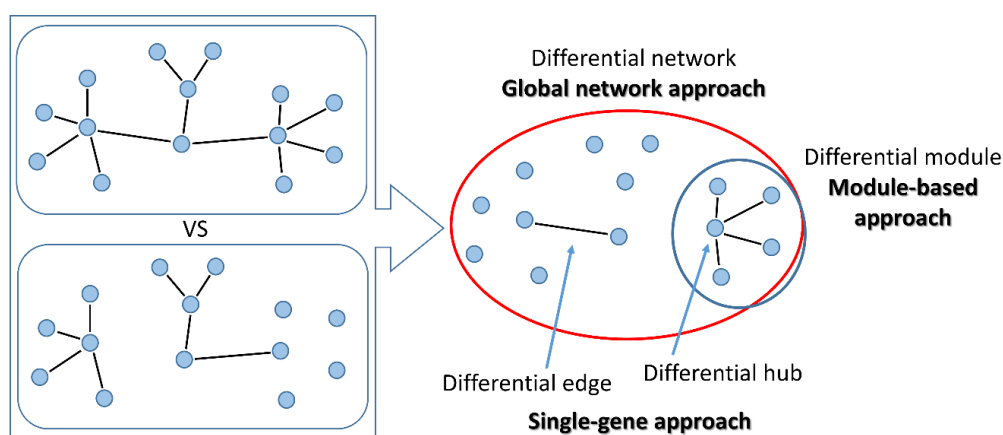 VS
Differential network
Global network approach
Differential module
Module-based
approach
Differential edge
Differential hub
Single-gene approach